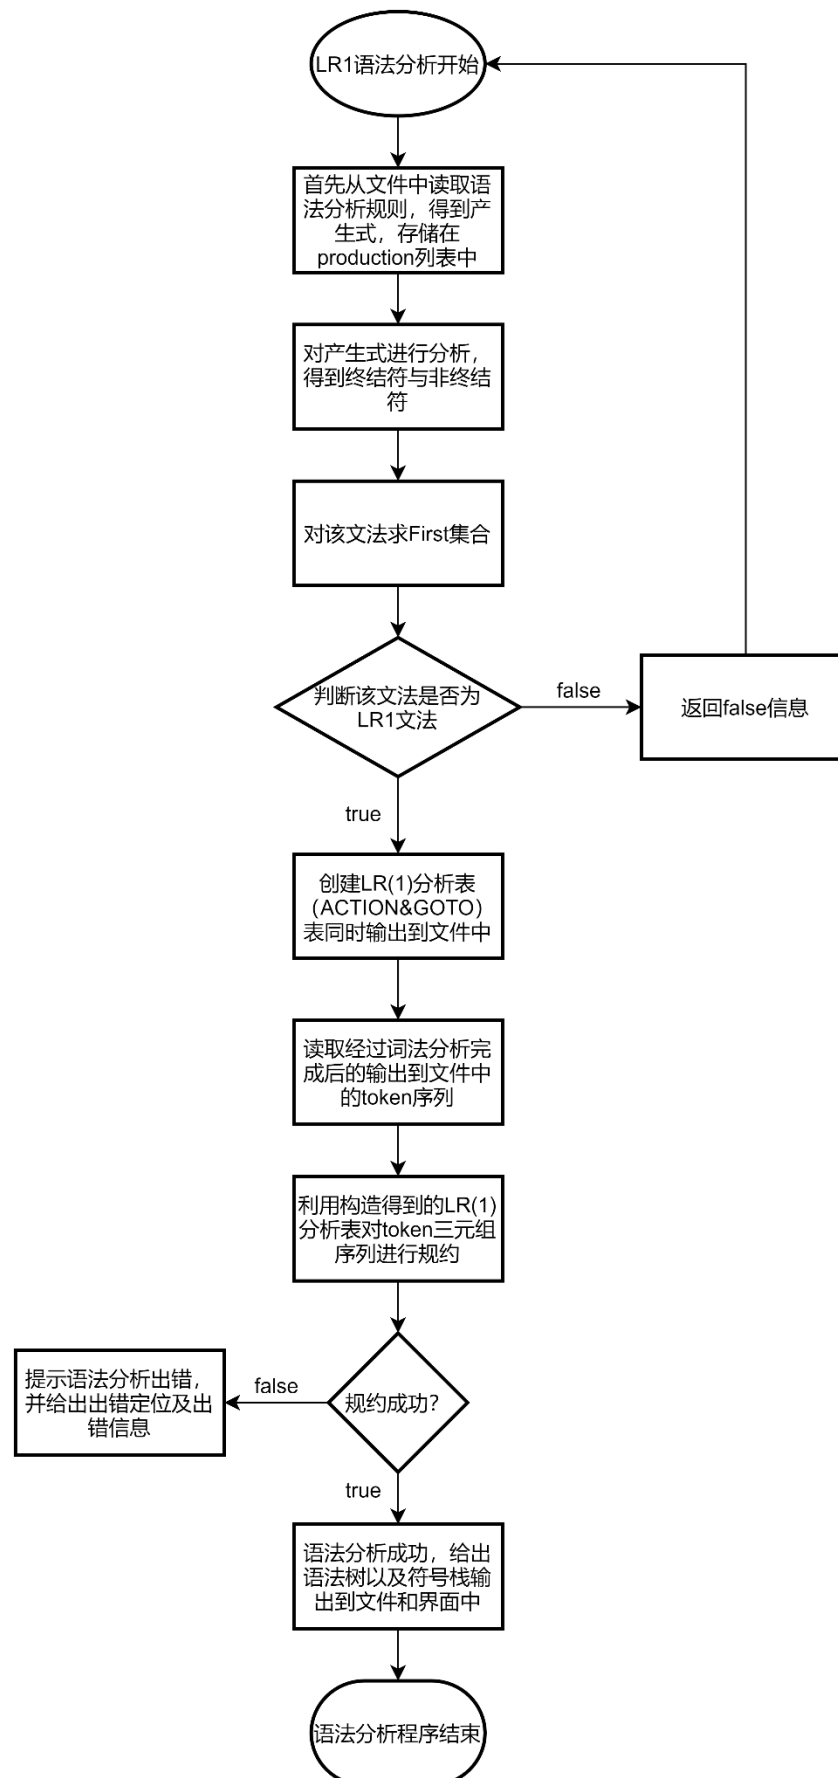 LR1语法分析开始
首先从文件中读取语
法分析规则，得到产
生式，存储在
production列表中
对产生式进行分析，
得到终结符与非终结
符
对该文法求First集合
判断该文法是否为
LR1文法
false
返回false信息
true
创建LR(1)分析表
（ACTION&GOTO）
表同时输出到文件中
读取经过词法分析完
成后的输出到文件中
的token序列
利用构造得到的LR(1)
分析表对token三元组
序列进行规约
规约成功？
false
提示语法分析出错，
并给出出错定位及出
错信息
true
语法分析成功，给出
语法树以及符号栈输
出到文件和界面中
语法分析程序结束